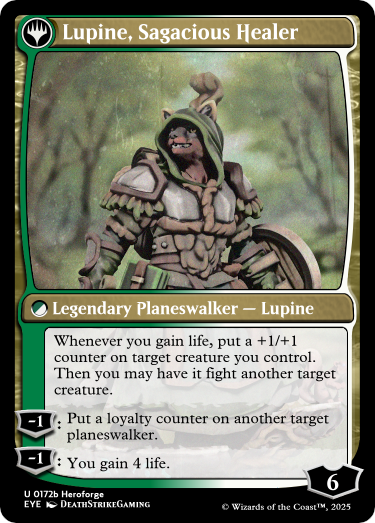 Lupine, Sagacious Healer
Legendary Planeswalker — Lupine
Whenever you gain life, put a +1/+1
counter on target creature you control.
Then you may have it fight another target
creature.
-1: Put a loyalty counter on another target
planeswalker.
-1: You gain 4 life.
6
U 0172b Heroforge
EYE DeathStrikeGaming
© Wizards of the Coast™, 2025